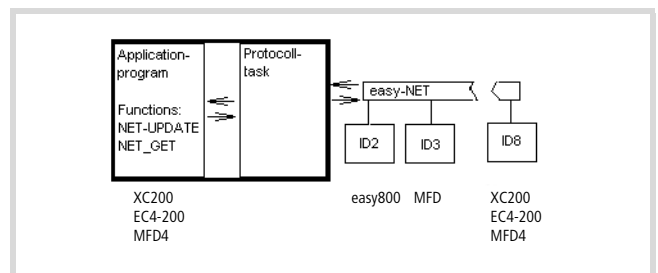 Application-
program
Functions:
NET-UPDATE
NET_GET
Protocoll-
task
easy-NET
ID2
ID3
ID8
XC200
EC4-200
MFD4
easy800
MFD
XC200
EC4-200
MFD4